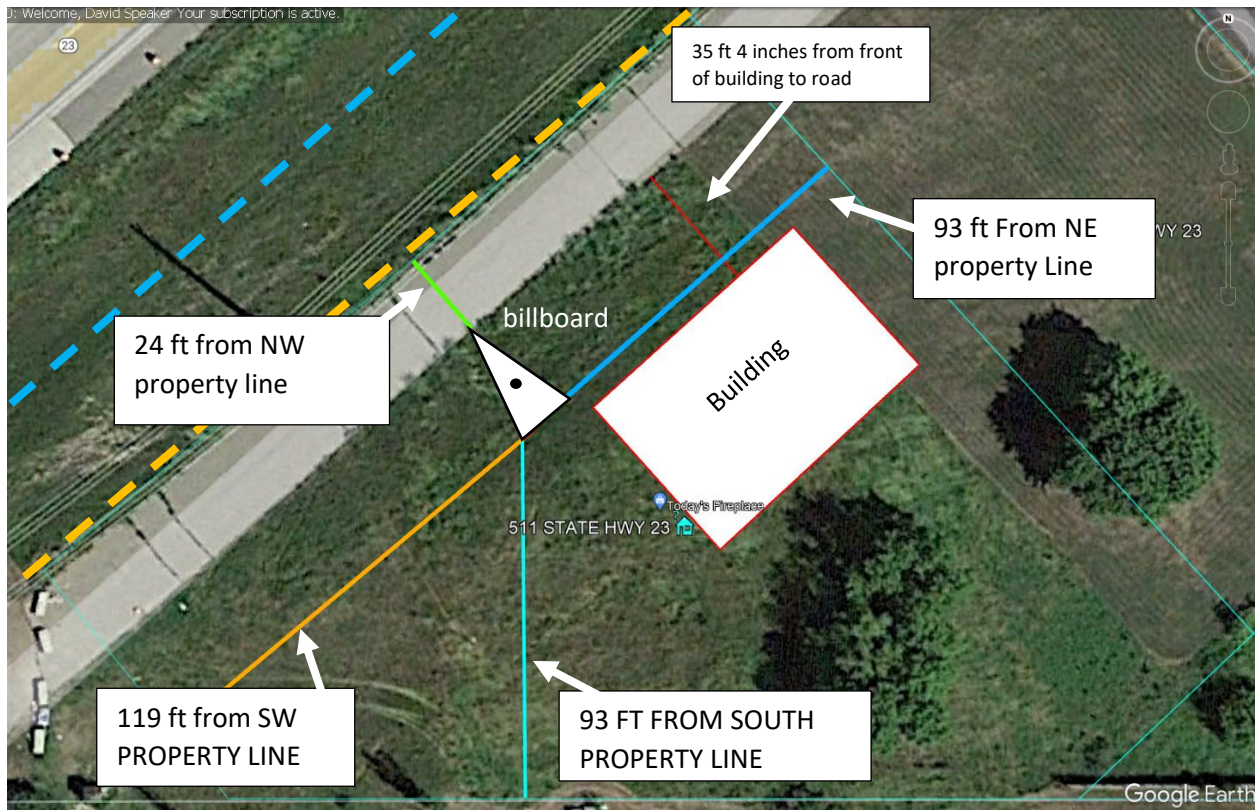 J: Welcome, David Speaker Your subscription is active.
23
N
35 ft 4 inches from front
of building to road
93 ft From NE
property Line
WY 23
24 ft from NW
property line
billboard
Building
Today's Fireplace
511 STATE HWY 23
119 ft from SW
PROPERTY LINE
93 FT FROM SOUTH
PROPERTY LINE
Google Earth